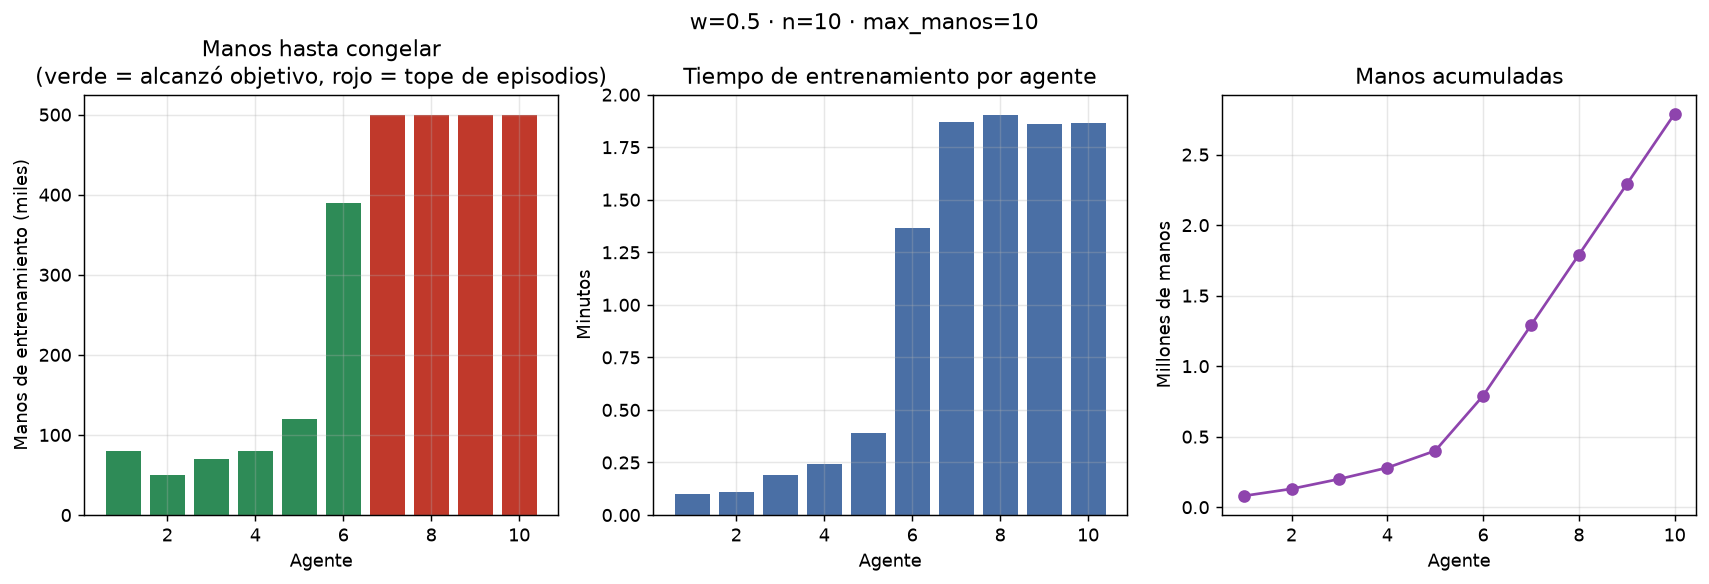 w=0.5 · n=10 · max_manos=10
Manos hasta congelar
(verde = alcanzó objetivo, rojo = tope de episodios)
Manos de entrenamiento (miles)
500
400
300
200
100
0
2 4 6 8 10
Agente
Tiempo de entrenamiento por agente
Minutos
2.00
1.75
1.50
1.25
1.00
0.75
0.50
0.25
0.00
2 4 6 8 10
Agente
Manos acumuladas
Millones de manos
2.5
2.0
1.5
1.0
0.5
0.0
2 4 6 8 10
Agente